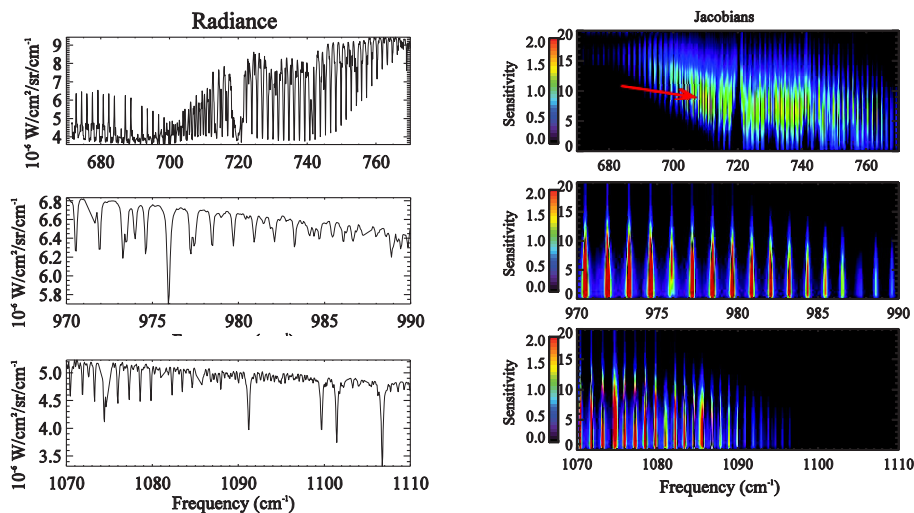 Radiance
10⁻⁶ W/cm²/sr/cm⁻¹
9
8
7
6
5
4
680 700 720 740 760
10⁻⁶ W/cm²/sr/cm⁻¹
6.8
6.6
6.4
6.2
6.0
5.8
970 975 980 985 990
10⁻⁶ W/cm²/sr/cm⁻¹
5.0
4.5
4.0
3.5
1070 1080 1090 1100 1110
Frequency (cm⁻¹)
Jacobians
Sensitivity
2.0 20
1.5 15
1.0 10
0.5 5
0.0 0
680 700 720 740 760
Sensitivity
2.0 20
1.5 15
1.0 10
0.5 5
0.0 0
970 975 980 985 990
Sensitivity
2.0 20
1.5 15
1.0 10
0.5 5
0.0 0
1070 1080 1090 1100 1110
Frequency (cm⁻¹)